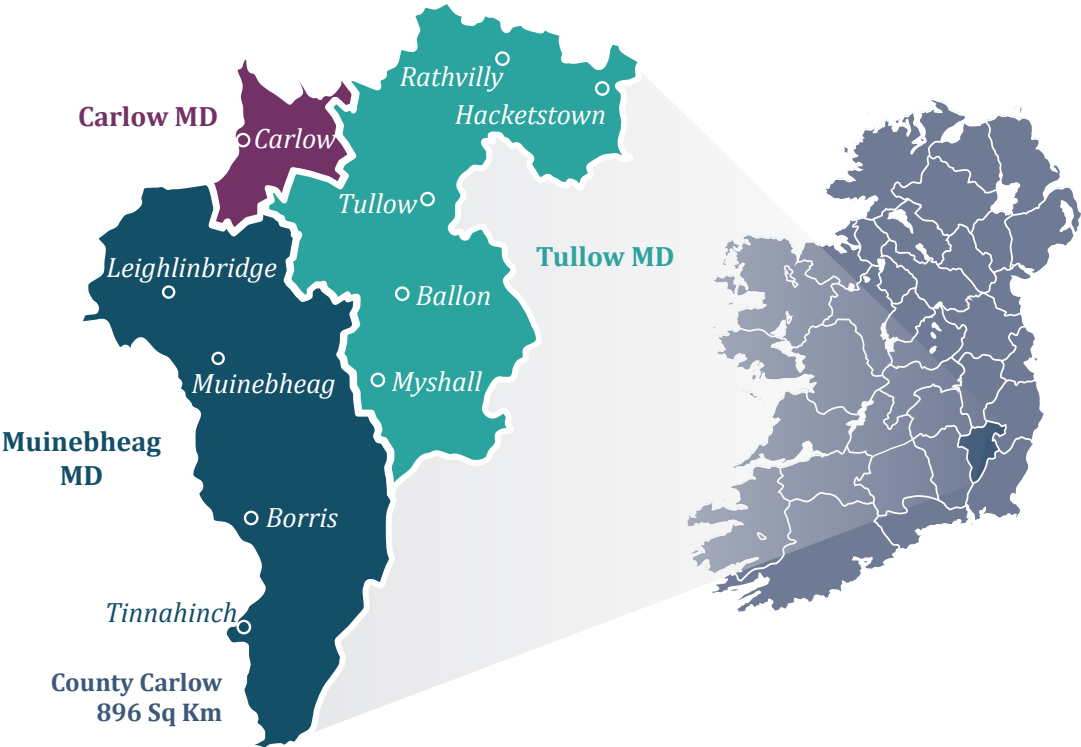 Rathvilly
Hacketstown
Carlow MD
Carlow
Tullow
Tullow MD
Leighlinbridge
Ballon
Muinebheag
Myshall
Muinebheag
MD
Borris
Tinnahinch
County Carlow
896 Sq Km